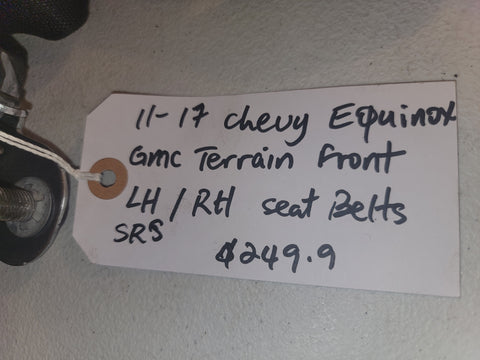 11-17 Chevy Equinox
Gmc Terrain Front
LH / RH seat Belts
SRS
$249.9